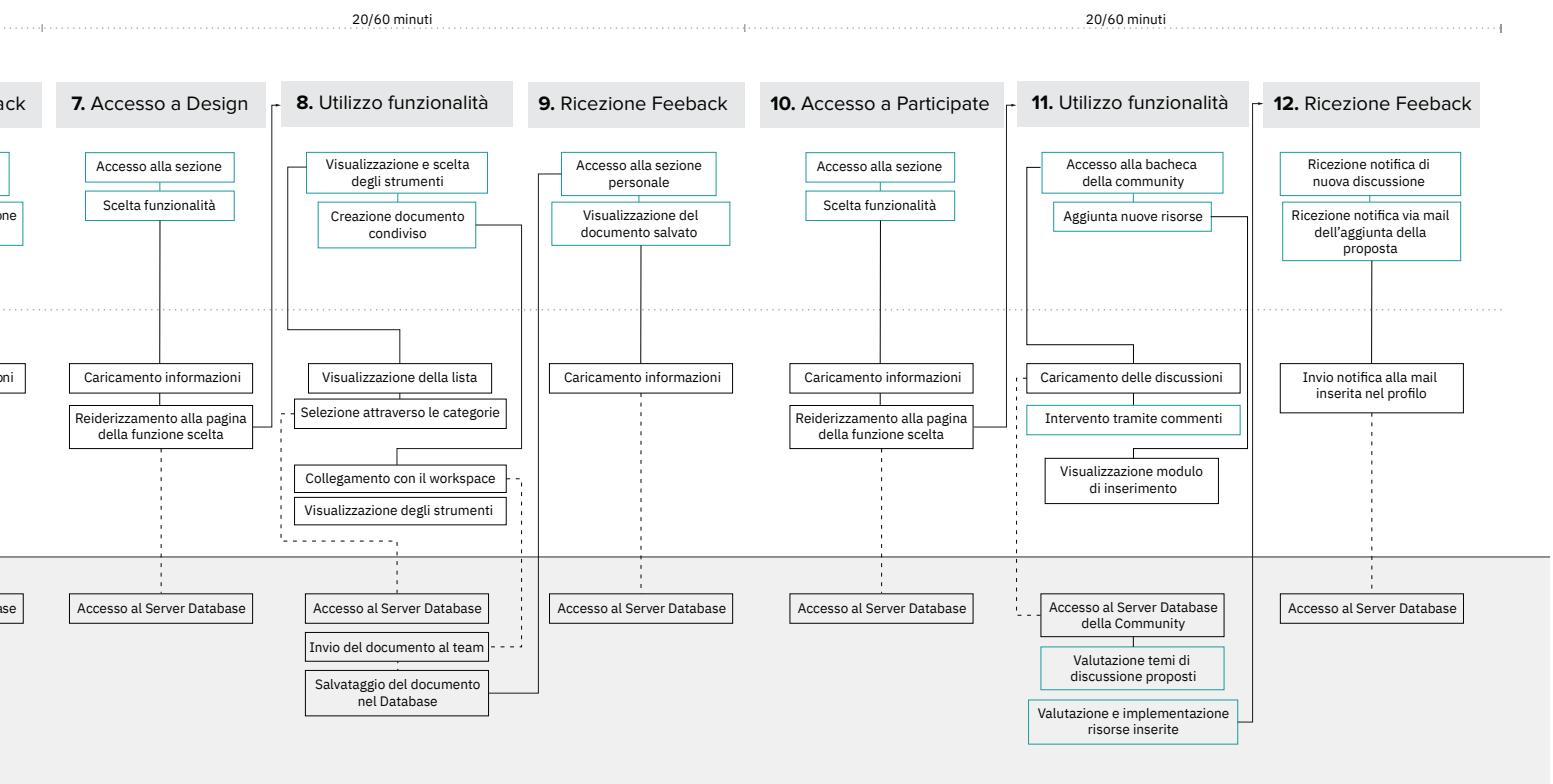 20/60 minuti
20/60 minuti
ack
7. Accesso a Design
8. Utilizzo funzionalità
9. Ricezione Feeback
10. Accesso a Participate
11. Utilizzo funzionalità
12. Ricezione Feeback
one
oni
ase
Accesso alla sezione
Scelta funzionalità
Caricamento informazioni
Reiderizzamento alla pagina
della funzione scelta
Accesso al Server Database
Visualizzazione e scelta
degli strumenti
Creazione documento
condiviso
Visualizzazione della lista
Selezione attraverso le categorie
Collegamento con il workspace
Visualizzazione degli strumenti
Accesso al Server Database
Invio del documento al team
Salvataggio del documento
nel Database
Accesso alla sezione
personale
Visualizzazione del
documento salvato
Caricamento informazioni
Accesso al Server Database
Accesso alla sezione
Scelta funzionalità
Caricamento informazioni
Reiderizzamento alla pagina
della funzione scelta
Accesso al Server Database
Accesso alla bacheca
della community
Aggiunta nuove risorse
Caricamento delle discussioni
Intervento tramite commenti
Visualizzazione modulo
di inserimento
Accesso al Server Database
della Community
Valutazione temi di
discussione proposti
Valutazione e implementazione
risorse inserite
Ricezione notifica di
nuova discussione
Ricezione notifica via mail
dell'aggiunta della
proposta
Invio notifica alla mail
inserita nel profilo
Accesso al Server Database